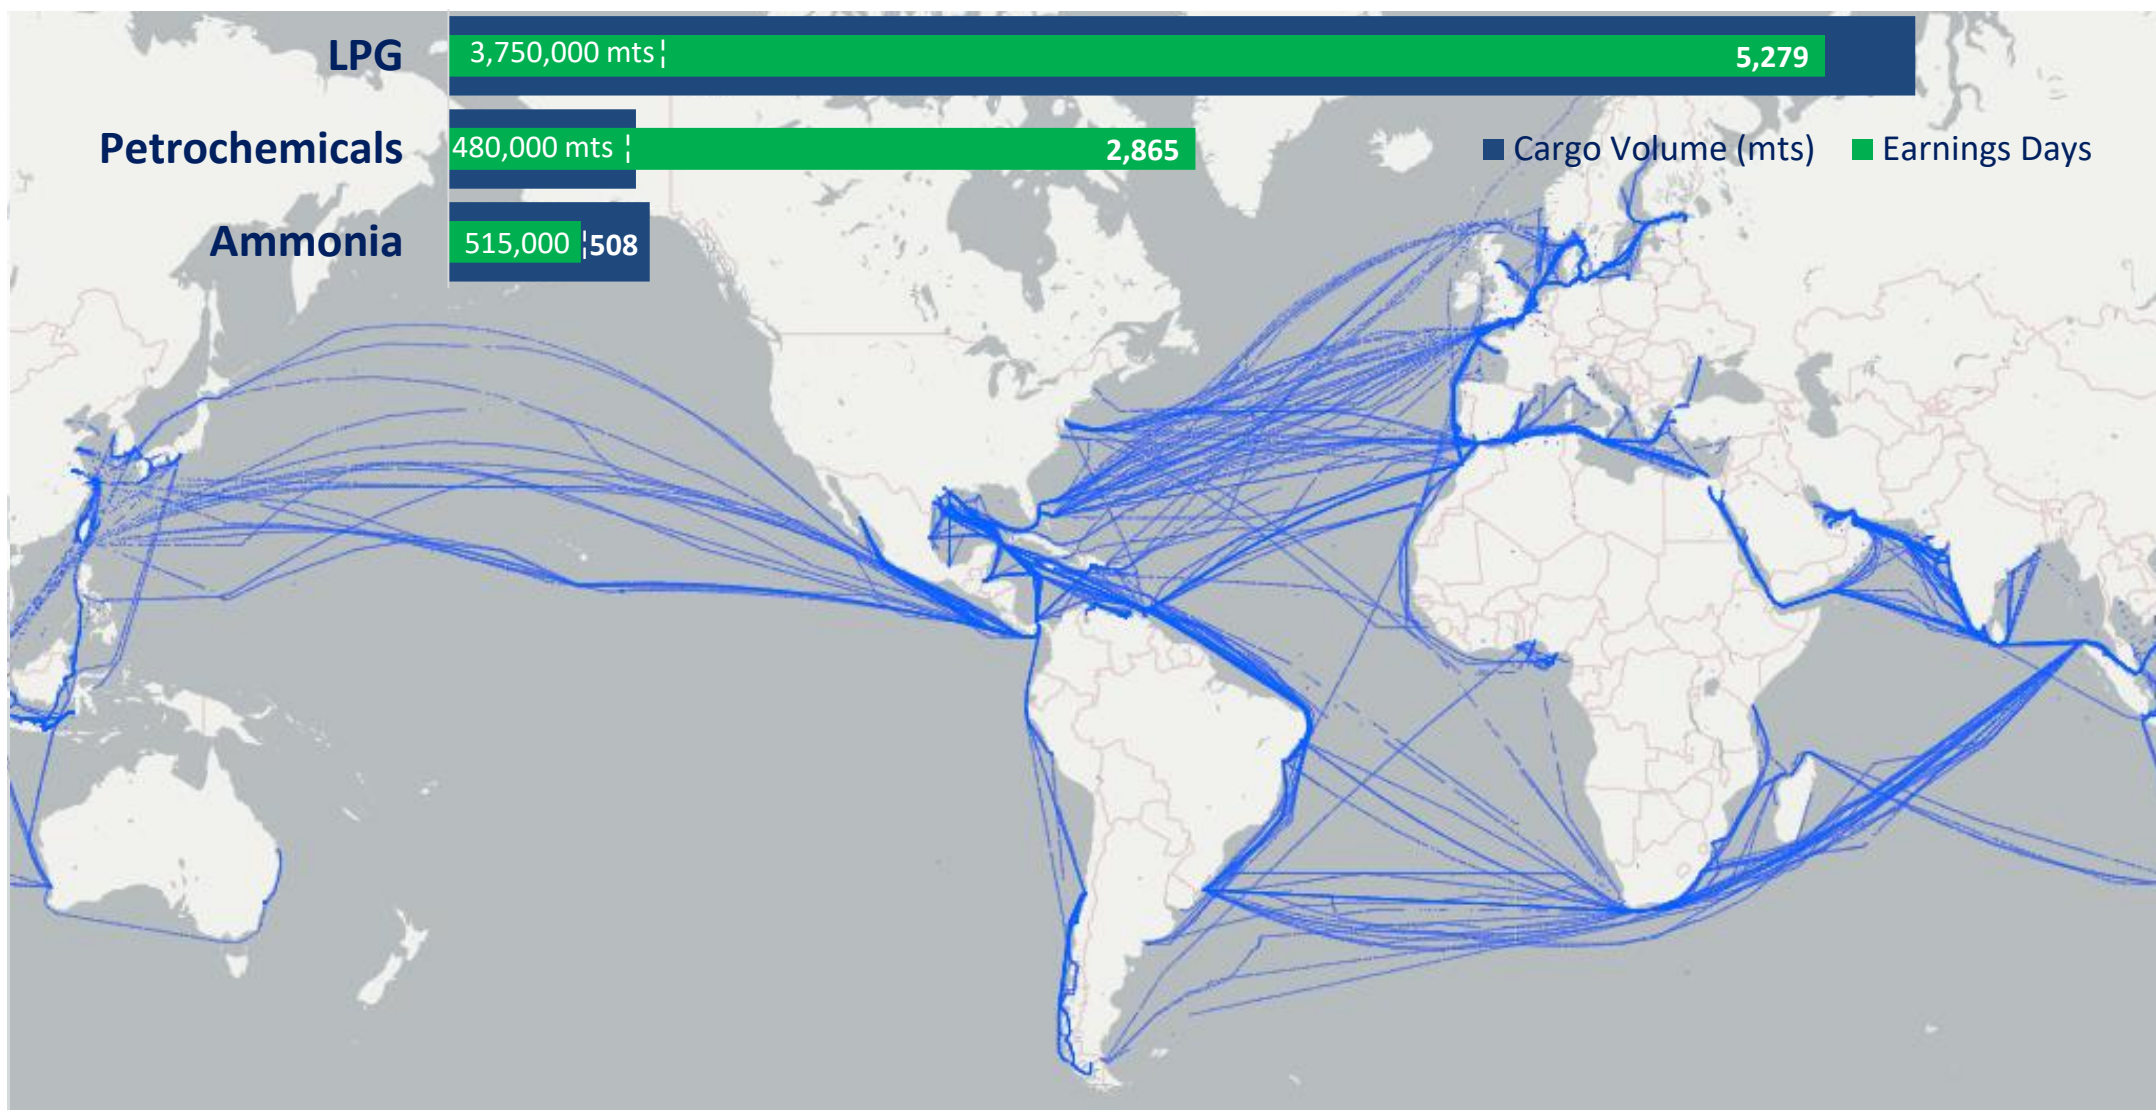 LPG
3,750,000 mts
5,279
Petrochemicals
480,000 mts
2,865
Cargo Volume (mts)
Earnings Days
Ammonia
515,000
508